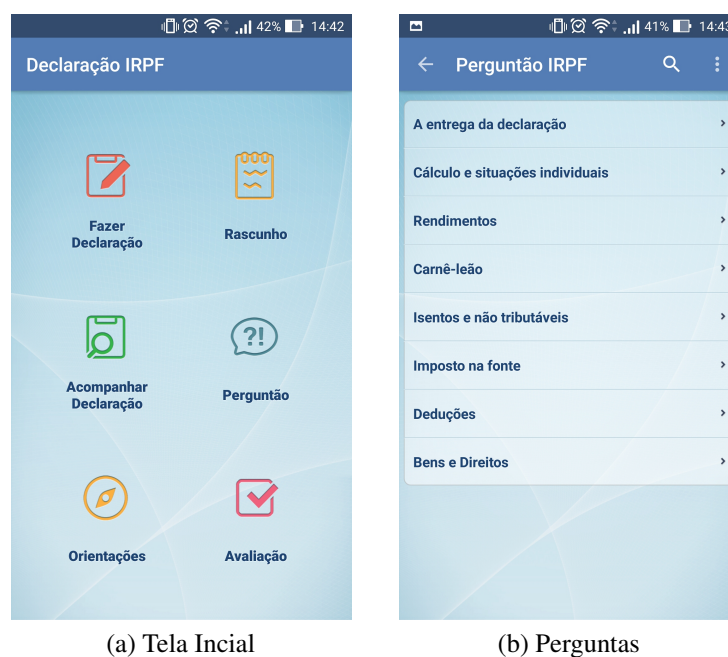 42% 14:42
Declaração IRPF
Fazer
Declaração
Rascunho
Acompanhar
Declaração
?!
Perguntão
Orientações
Avaliação
(a) Tela Incial
41% 14:43
Perguntão IRPF
A entrega da declaração
Cálculo e situações individuais
Rendimentos
Carnê-leão
Isentos e não tributáveis
Imposto na fonte
Deduções
Bens e Direitos
(b) Perguntas